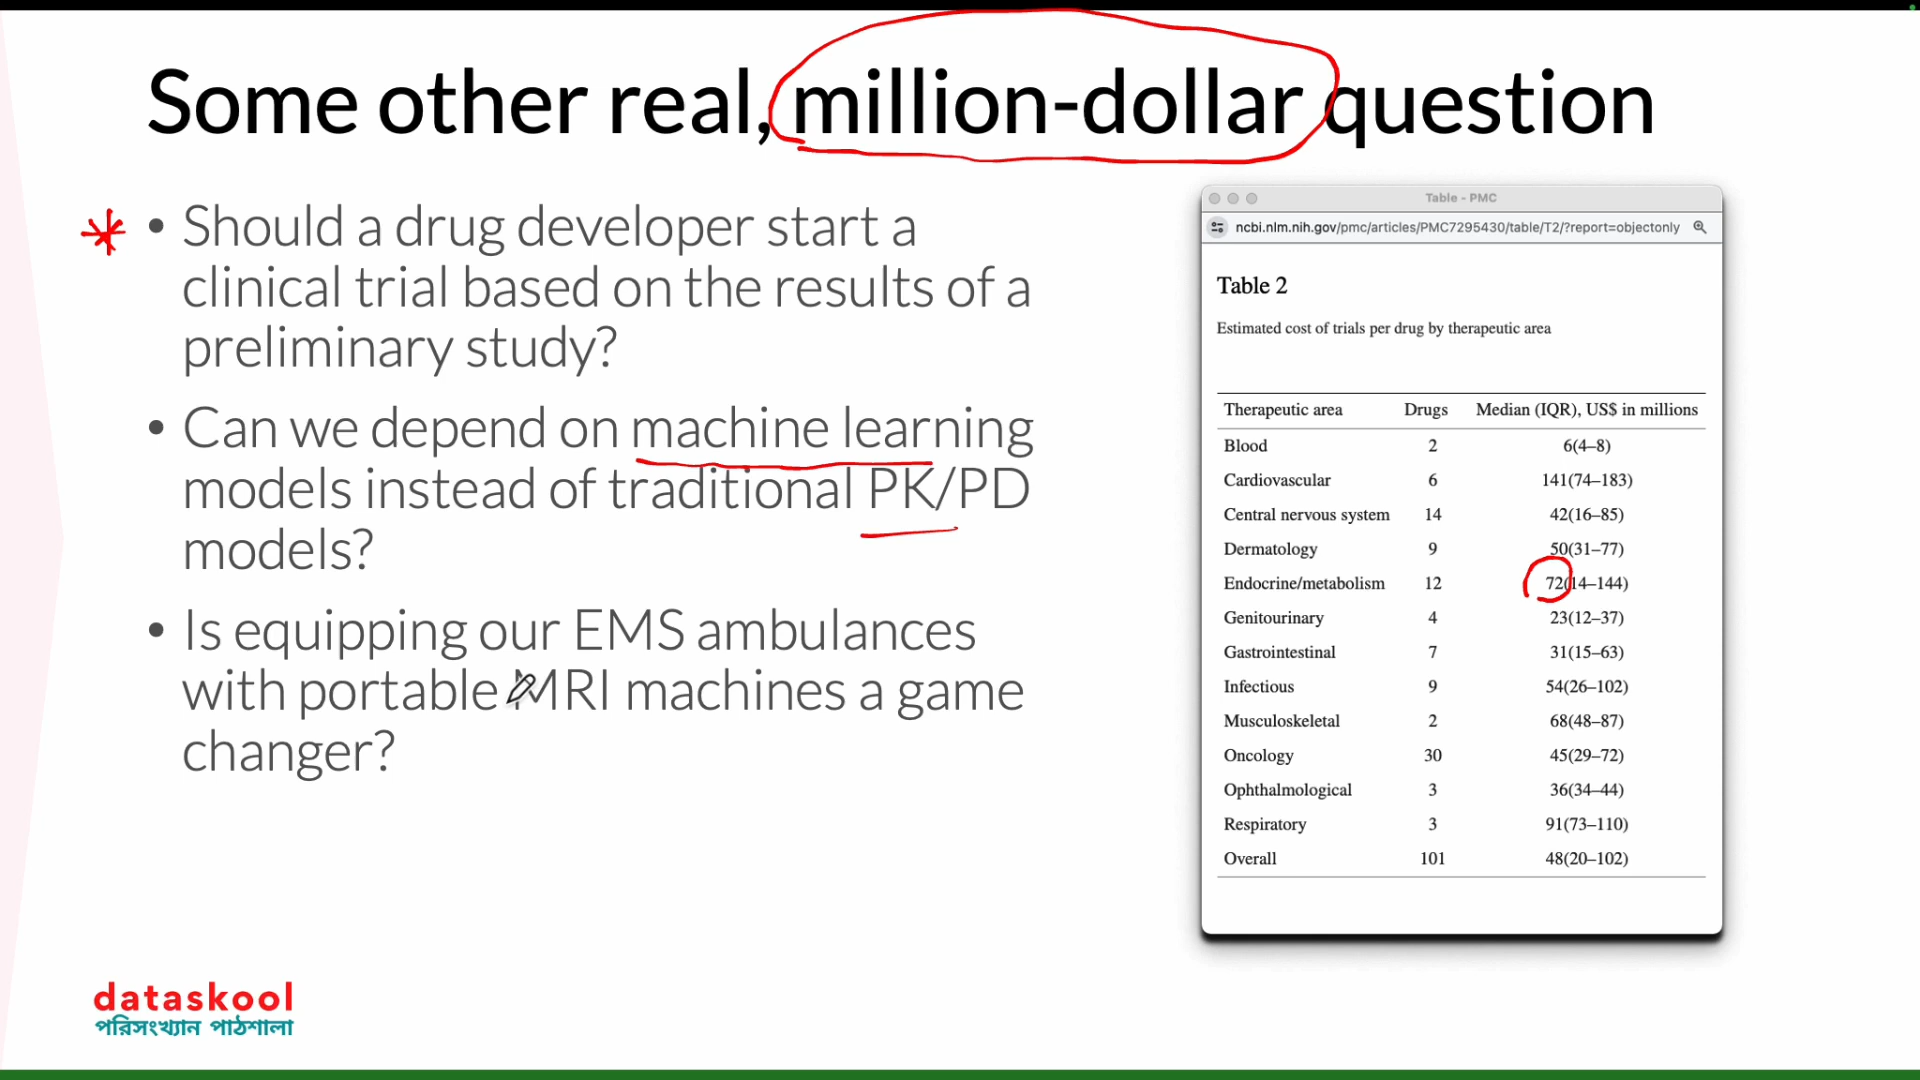 Some other real, million-dollar question
• Should a drug developer start a
clinical trial based on the results of a
preliminary study?
• Can we depend on machine learning
models instead of traditional PK/PD
models?
• Is equipping our EMS ambulances
with portable MRI machines a game
changer?
Table - PMC
ncbi.nlm.nih.gov/pmc/articles/PMC7295430/table/T2/?report=objectonly
Table 2
Estimated cost of trials per drug by therapeutic area
Therapeutic area Drugs Median (IQR), US$ in millions
Blood 2 6(4–8)
Cardiovascular 6 141(74–183)
Central nervous system 14 42(16–85)
Dermatology 9 50(31–77)
Endocrine/metabolism 12 72(14–144)
Genitourinary 4 23(12–37)
Gastrointestinal 7 31(15–63)
Infectious 9 54(26–102)
Musculoskeletal 2 68(48–87)
Oncology 30 45(29–72)
Ophthalmological 3 36(34–44)
Respiratory 3 91(73–110)
Overall 101 48(20–102)
dataskool
পরিসংখ্যান পাঠশালা